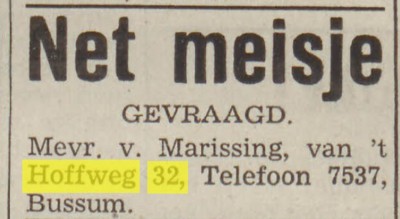 Net meisje
GEVRAAGD.
Mevr. v. Marissing, van 't
Hoffweg 32, Telefoon 7537,
Bussum.